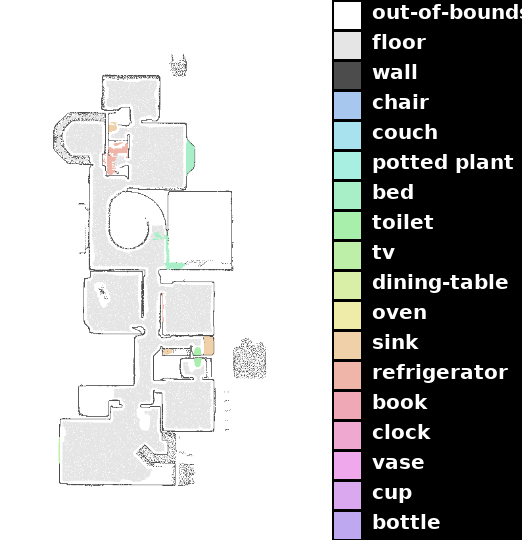 out-of-bounds
floor
wall
chair
couch
potted plant
bed
toilet
tv
dining-table
oven
sink
refrigerator
book
clock
vase
cup
bottle